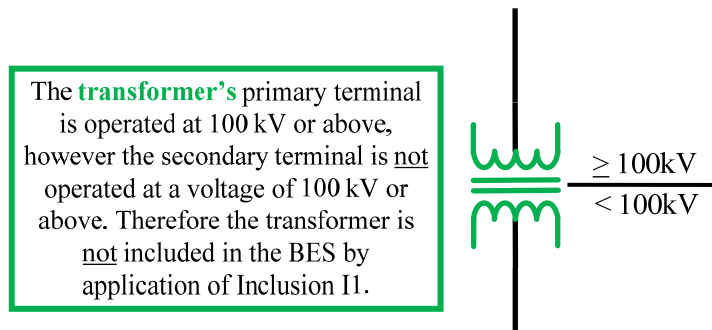 The transformer's primary terminal
is operated at 100 kV or above,
however the secondary terminal is not
operated at a voltage of 100 kV or
above. Therefore the transformer is
not included in the BES by
application of Inclusion I1.
≥ 100kV
< 100kV